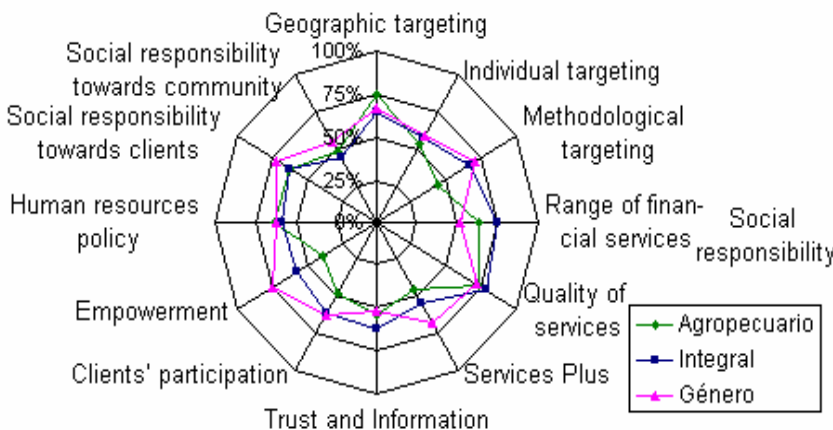 Geographic targeting
100%
75%
50%
25%
0%
Individual targeting
Methodological
targeting
Range of finan-
cial services
Social
responsibility
Quality of
services
Services Plus
Trust and Information
Clients' participation
Empowerment
Human resources
policy
Social responsibility
towards clients
Social responsibility
towards community
Agropecuario
Integral
Género